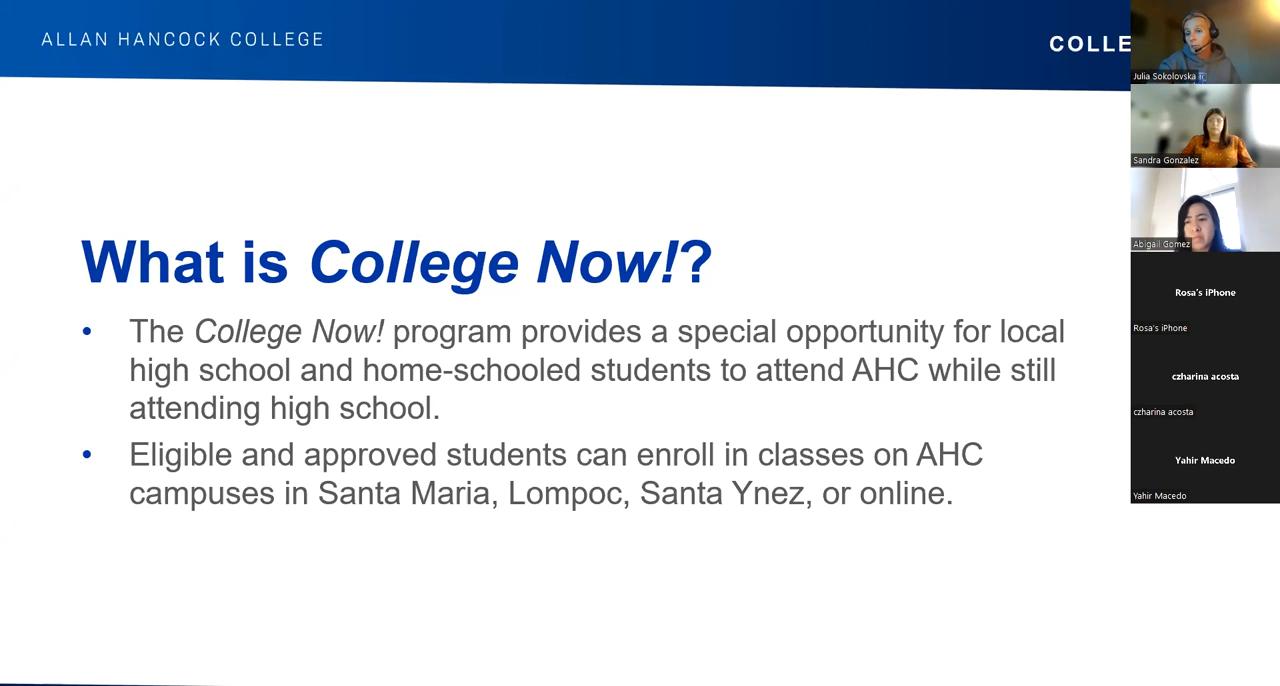 ALLAN HANCOCK COLLEGE
COLLE
What is College Now!?
• The College Now! program provides a special opportunity for local
high school and home-schooled students to attend AHC while still
attending high school.
• Eligible and approved students can enroll in classes on AHC
campuses in Santa Maria, Lompoc, Santa Ynez, or online.
Julia Sokolovska
Sandra Gonzalez
Abigail Gomez
Rosa's iPhone
Rosa's iPhone
czharina acosta
czharina acosta
Yahir Macedo
Yahir Macedo